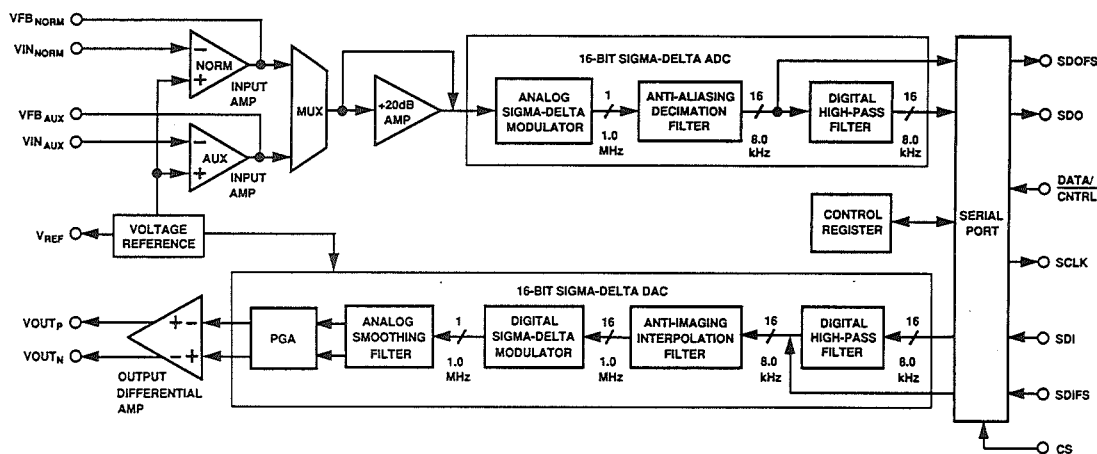 VFB NORM
VIN NORM
NORM
INPUT
AMP
VFB AUX
VIN AUX
AUX
INPUT
AMP
VREF
VOLTAGE
REFERENCE
MUX
+20dB
AMP
16-BIT SIGMA-DELTA ADC
ANALOG
SIGMA-DELTA
MODULATOR
1
1.0
MHz
ANTI-ALIASING
DECIMATION
FILTER
16
8.0
kHz
DIGITAL
HIGH-PASS
FILTER
16
8.0
kHz
CONTROL
REGISTER
SERIAL
PORT
SDOFS
SDO
DATA/
CNTRL
SCLK
SDI
SDIFS
CS
16-BIT SIGMA-DELTA DAC
VOUTP
VOUTN
+ −
− +
OUTPUT
DIFFERENTIAL
AMP
PGA
ANALOG
SMOOTHING
FILTER
1
1.0
MHz
DIGITAL
SIGMA-DELTA
MODULATOR
16
1.0
MHz
ANTI-IMAGING
INTERPOLATION
FILTER
16
8.0
kHz
DIGITAL
HIGH-PASS
FILTER
16
8.0
kHz